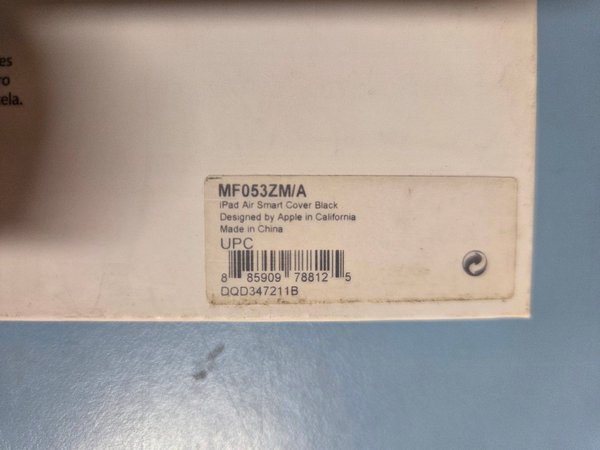 es
ro
ela.
MF053ZM/A
iPad Air Smart Cover Black
Designed by Apple in California
Made in China
UPC
8 85909 78812 5
DQD347211B